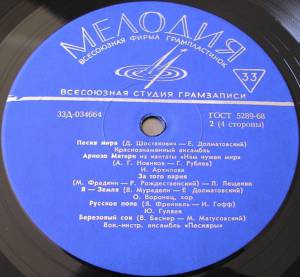 МЕЛОДИЯ
ВСЕСОЮЗНАЯ ФИРМА ГРАМПЛАСТИНОК
33
ВСЕСОЮЗНАЯ СТУДИЯ ГРАМЗАПИСИ
33Д-034664
ГОСТ 5289-68
2 (4 стороны)
Песня мира (Д. Шостакович — Е. Долматовский)
Краснознаменный ансамбль
Ариозо Матери из кантаты «Нам нужен мир»
(А. Г. Новиков — Г. Рублев)
И. Архипова
За того парня
(М. Фрадкин — Р. Рождественский) — Л. Лещенко
Я — Земля (В. Мурадели — Е. Долматовский)
О. Воронец, хор
Русское поле (Я. Френкель — И. Гофф)
Ю. Гуляев
Березовый сок (В. Баснер — М. Матусовский)
Вок.-инстр. ансамбль «Песняры»